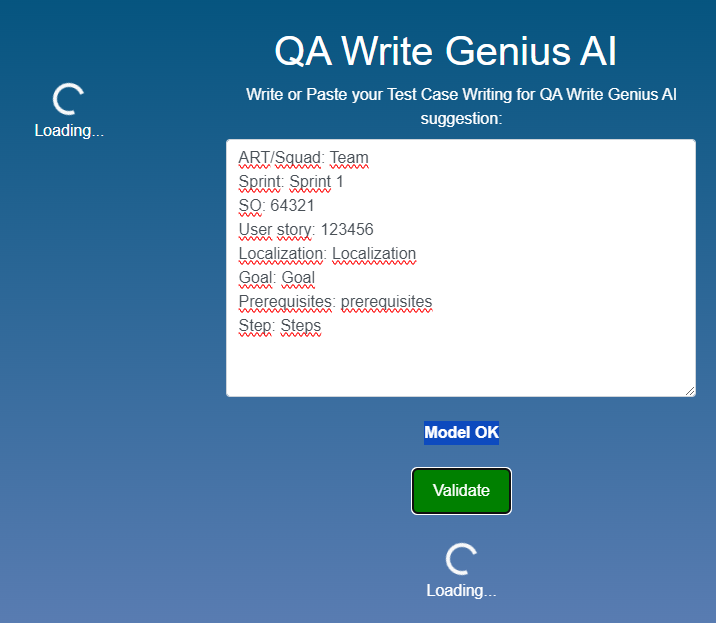 QA Write Genius AI
Loading...
Write or Paste your Test Case Writing for QA Write Genius AI
suggestion:
ART/Squad: Team
Sprint: Sprint 1
SO: 64321
User story: 123456
Localization: Localization
Goal: Goal
Prerequisites: prerequisites
Step: Steps
Model OK
Validate
Loading...